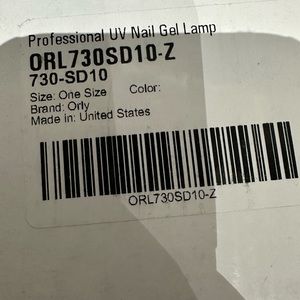 Professional UV Nail Gel Lamp
ORL730SD10-Z
730-SD10
Size: One Size Color:
Brand: Orly
Made in: United States
ORL730SD10-Z